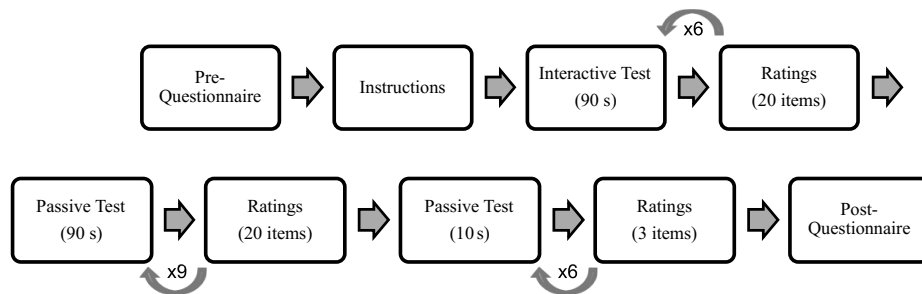 x6
Pre-
Questionnaire
Instructions
Interactive Test
(90 s)
Ratings
(20 items)
Passive Test
(90 s)
Ratings
(20 items)
Passive Test
(10 s)
Ratings
(3 items)
Post-
Questionnaire
x9
x6